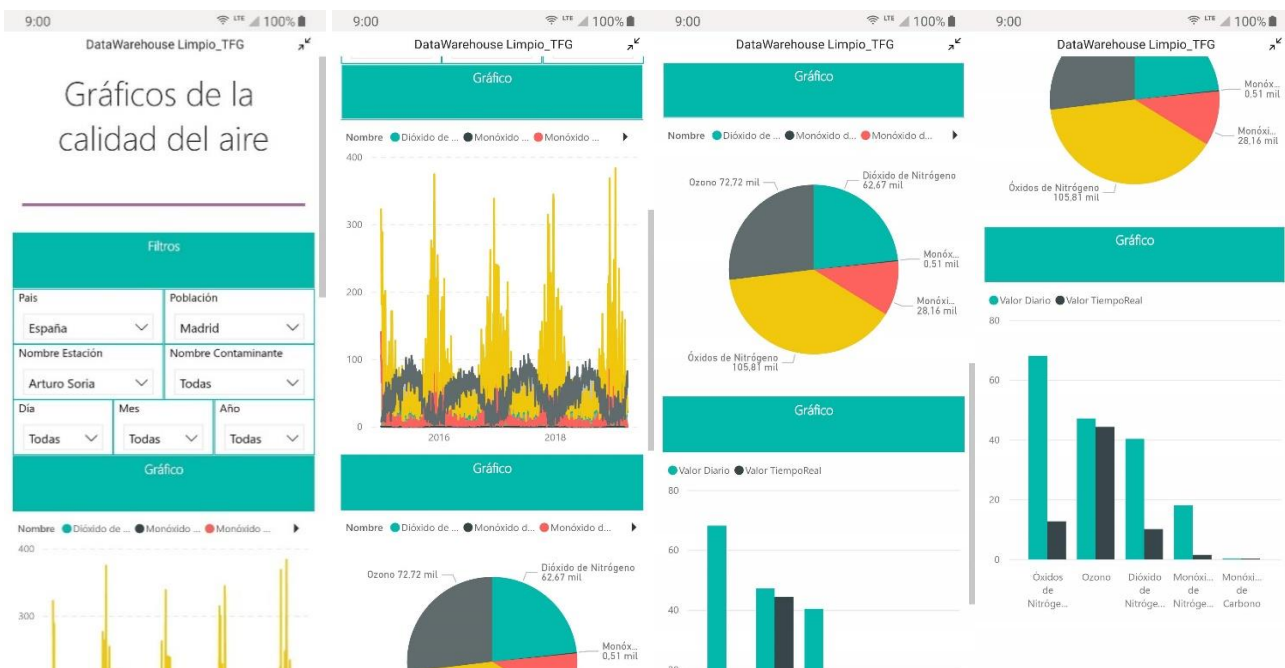 9:00
LTE 100%
DataWarehouse Limpio_TFG
Gráficos de la
calidad del aire
Filtros
Pais
Población
España
Madrid
Nombre Estación
Nombre Contaminante
Arturo Soria
Todas
Día
Mes
Año
Todas
Todas
Todas
Gráfico
Nombre Dióxido de ... Monóxido ... Monóxido ...
400
300
9:00
LTE 100%
DataWarehouse Limpio_TFG
Gráfico
Nombre Dióxido de ... Monóxido ... Monóxido ...
400
300
200
100
0
2016
2018
Gráfico
Nombre Dióxido de ... Monóxido d... Monóxido d...
Ozono 72,72 mil
Dióxido de Nitrógeno
62,67 mil
Monóx...
0,51 mil
9:00
LTE 100%
DataWarehouse Limpio_TFG
Gráfico
Nombre Dióxido de ... Monóxido d... Monóxido d...
Ozono 72,72 mil
Dióxido de Nitrógeno
62,67 mil
Monóx...
0,51 mil
Monóxi...
28,16 mil
Óxidos de Nitrógeno
105,81 mil
Gráfico
Valor Diario Valor TiempoReal
80
60
40
20
9:00
LTE 100%
DataWarehouse Limpio_TFG
Monóx...
0,51 mil
Monóxi...
28,16 mil
Óxidos de Nitrógeno
105,81 mil
Gráfico
Valor Diario Valor TiempoReal
80
60
40
20
0
Óxidos
de
Nitróge...
Ozono
Dióxido
de
Nitróge...
Monóxi...
de
Nitróge...
Monóxi...
de
Carbono